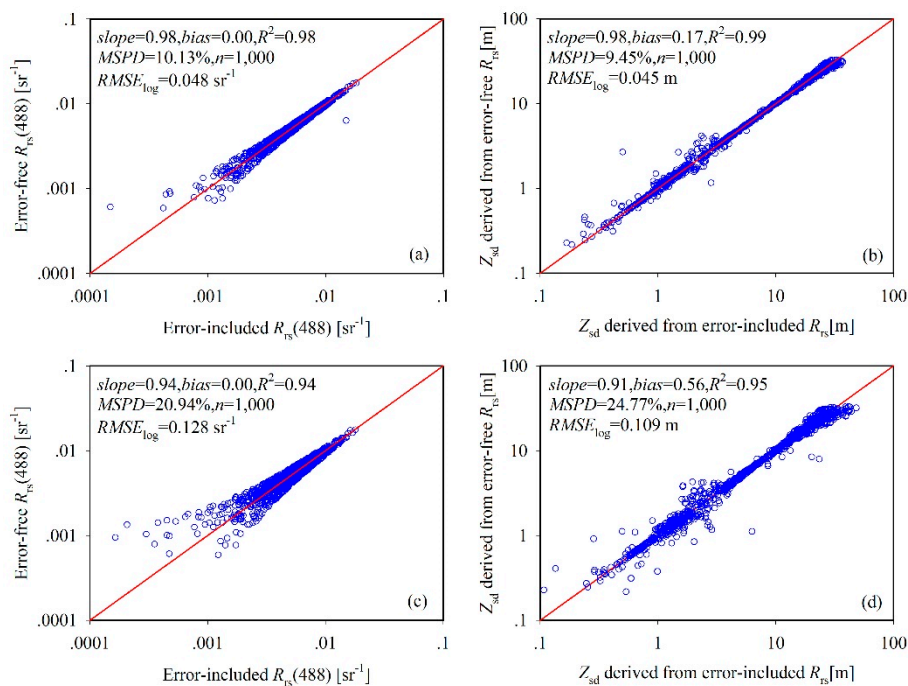 .1
.01
.001
.0001
Error-free Rrs(488) [sr-1]
slope=0.98,bias=0.00,R2=0.98
MSPD=10.13%,n=1,000
RMSElog=0.048 sr-1
(a)
.0001 .001 .01 .1
Error-included Rrs(488) [sr-1]
100
10
1
.1
Zsd derived from error-free Rrs[m]
slope=0.98,bias=0.17,R2=0.99
MSPD=9.45%,n=1,000
RMSElog=0.045 m
(b)
.1 1 10 100
Zsd derived from error-included Rrs[m]
.1
.01
.001
.0001
Error-free Rrs(488) [sr-1]
slope=0.94,bias=0.00,R2=0.94
MSPD=20.94%,n=1,000
RMSElog=0.128 sr-1
(c)
.0001 .001 .01 .1
Error-included Rrs(488) [sr-1]
100
10
1
.1
Zsd derived from error-free Rrs[m]
slope=0.91,bias=0.56,R2=0.95
MSPD=24.77%,n=1,000
RMSElog=0.109 m
(d)
.1 1 10 100
Zsd derived from error-included Rrs[m]